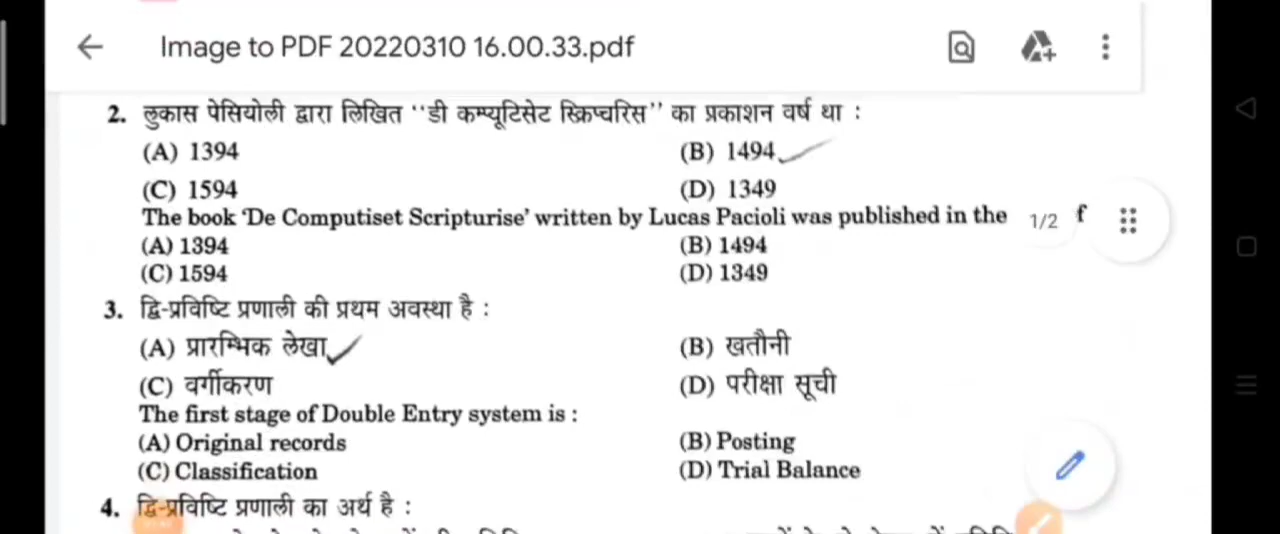 Image to PDF 20220310 16.00.33.pdf
2. लुकास पेसियोली द्वारा लिखित ‘‘डी कम्प्यूटिसेट स्क्रिप्चरिस’’ का प्रकाशन वर्ष था :
(A) 1394 (B) 1494
(C) 1594 (D) 1349
The book ‘De Computiset Scripturise’ written by Lucas Pacioli was published in the 1/2 f
(A) 1394 (B) 1494
(C) 1594 (D) 1349
3. द्वि-प्रविष्टि प्रणाली की प्रथम अवस्था है :
(A) प्रारम्भिक लेखा (B) खतौनी
(C) वर्गीकरण (D) परीक्षा सूची
The first stage of Double Entry system is :
(A) Original records (B) Posting
(C) Classification (D) Trial Balance
4. द्वि-प्रविष्टि प्रणाली का अर्थ है :